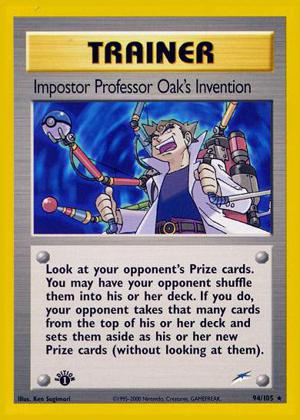 TRAINER
Impostor Professor Oak's Invention
Look at your opponent's Prize cards.
You may have your opponent shuffle
them into his or her deck. If you do,
your opponent takes that many cards
from the top of his or her deck and
sets them aside as his or her new
Prize cards (without looking at them).
EDITION
1
Illus. Ken Sugimori
©1995-2000 Nintendo, Creatures, GAMEFREAK.
94/105 ★